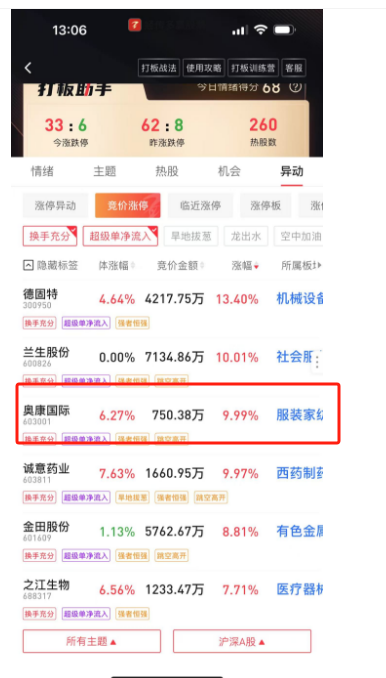 13:06
打板战法 使用攻略 打板训练营 客服
打板助手 今日情绪得分 68
33:6 62:8 260
今涨跌停 昨涨跌停 热股数
情绪 主题 热股 机会 异动
涨停异动 竞价涨停 临近涨停 涨停板
换手充分 超级单净流入 旱地拔葱 龙出水 空中加油
隐藏标签 体涨幅 竞价金额 涨幅 所属板
德固特 4.64% 4217.75万 13.40% 机械设备
300950
换手充分 超级单净流入 强者恒强
兰生股份 0.00% 7134.86万 10.01% 社会服
600826
换手充分 超级单净流入 强者恒强 跳空高开
奥康国际 6.27% 750.38万 9.99% 服装家纺
603001
换手充分 超级单净流入 强者恒强 跳空高开
诚意药业 7.63% 1660.95万 9.97% 西药制药
603811
换手充分 超级单净流入 旱地拔葱 强者恒强 跳空高开
金田股份 1.13% 5762.67万 8.81% 有色金属
601609
换手充分 超级单净流入 强者恒强 跳空高开
之江生物 6.56% 1233.47万 7.71% 医疗器械
688317
换手充分 超级单净流入 强者恒强
所有主题 沪深A股